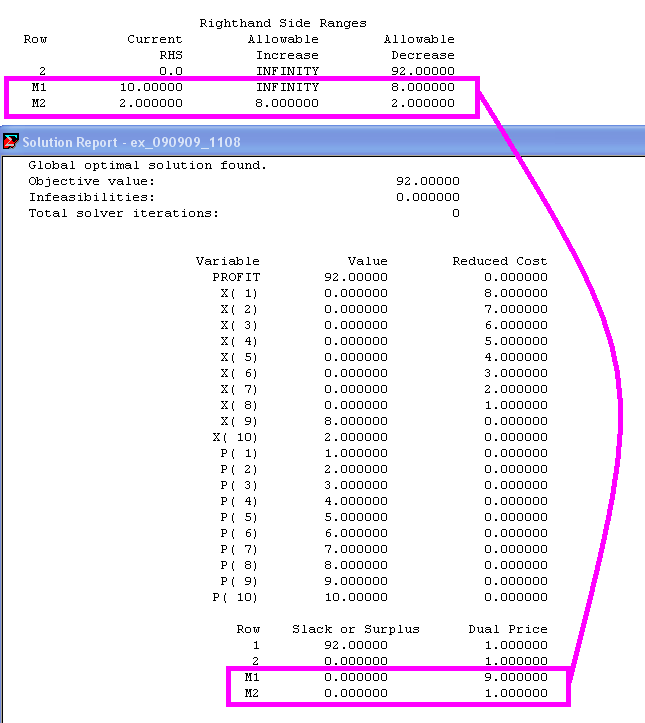 Righthand Side Ranges
Row Current Allowable Allowable
RHS Increase Decrease
2 0.0 INFINITY 92.00000
M1 10.00000 INFINITY 8.000000
M2 2.000000 8.000000 2.000000
Solution Report - ex_090909_1108
Global optimal solution found.
Objective value: 92.00000
Infeasibilities: 0.000000
Total solver iterations: 0
Variable Value Reduced Cost
PROFIT 92.00000 0.000000
X( 1) 0.000000 8.000000
X( 2) 0.000000 7.000000
X( 3) 0.000000 6.000000
X( 4) 0.000000 5.000000
X( 5) 0.000000 4.000000
X( 6) 0.000000 3.000000
X( 7) 0.000000 2.000000
X( 8) 0.000000 1.000000
X( 9) 8.000000 0.000000
X( 10) 2.000000 0.000000
P( 1) 1.000000 0.000000
P( 2) 2.000000 0.000000
P( 3) 3.000000 0.000000
P( 4) 4.000000 0.000000
P( 5) 5.000000 0.000000
P( 6) 6.000000 0.000000
P( 7) 7.000000 0.000000
P( 8) 8.000000 0.000000
P( 9) 9.000000 0.000000
P( 10) 10.00000 0.000000
Row Slack or Surplus Dual Price
1 92.00000 1.000000
2 0.000000 1.000000
M1 0.000000 9.000000
M2 0.000000 1.000000